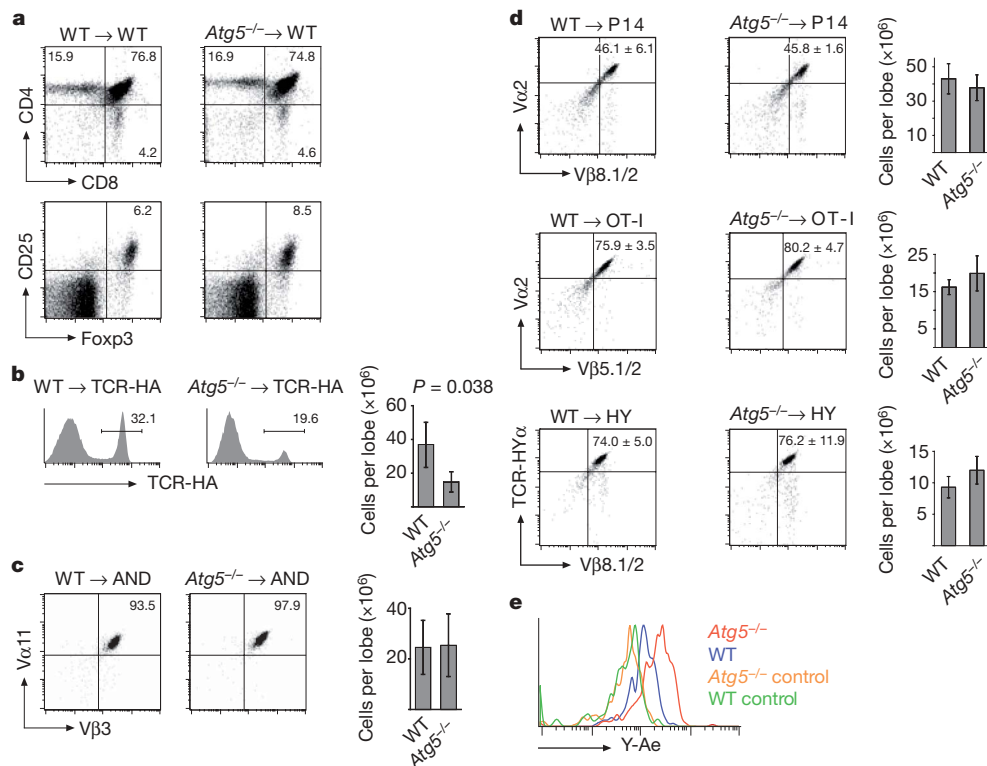 a
WT → WT
Atg5–/– → WT
15.9
76.8
4.2
16.9
74.8
4.6
CD4
CD8
6.2
8.5
CD25
Foxp3
b
WT → TCR-HA
Atg5–/– → TCR-HA
32.1
19.6
TCR-HA
P = 0.038
Cells per lobe (×10⁶)
60
40
20
WT
Atg5–/–
c
WT → AND
Atg5–/– → AND
93.5
97.9
Vα11
Vβ3
Cells per lobe (×10⁶)
40
20
WT
Atg5–/–
d
WT → P14
Atg5–/– → P14
46.1 ± 6.1
45.8 ± 1.6
Vα2
Vβ8.1/2
Cells per lobe (×10⁶)
50
30
10
WT
Atg5–/–
WT → OT-I
Atg5–/– → OT-I
75.9 ± 3.5
80.2 ± 4.7
Vα2
Vβ5.1/2
Cells per lobe (×10⁶)
25
15
5
WT
Atg5–/–
WT → HY
Atg5–/– → HY
74.0 ± 5.0
76.2 ± 11.9
TCR-HYα
Vβ8.1/2
Cells per lobe (×10⁶)
15
10
5
WT
Atg5–/–
e
Atg5–/–
WT
Atg5–/– control
WT control
Y-Ae